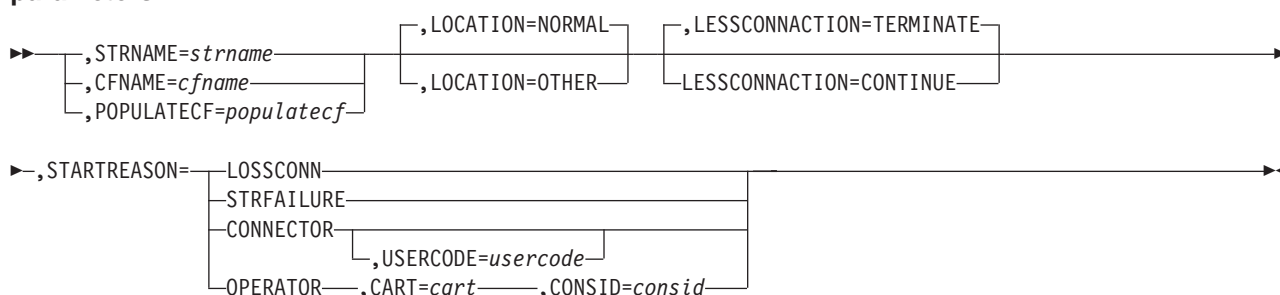 ,LOCATION=NORMAL ,LESSCONNACTION=TERMINATE
,STRNAME=strname
,CFNAME=cfname ,LOCATION=OTHER LESSCONNACTION=CONTINUE
,POPULATECF=populatecf
,STARTREASON= LOSSCONN
STRFAILURE
CONNECTOR
,USERCODE=usercode
OPERATOR ,CART=cart ,CONSID=consid